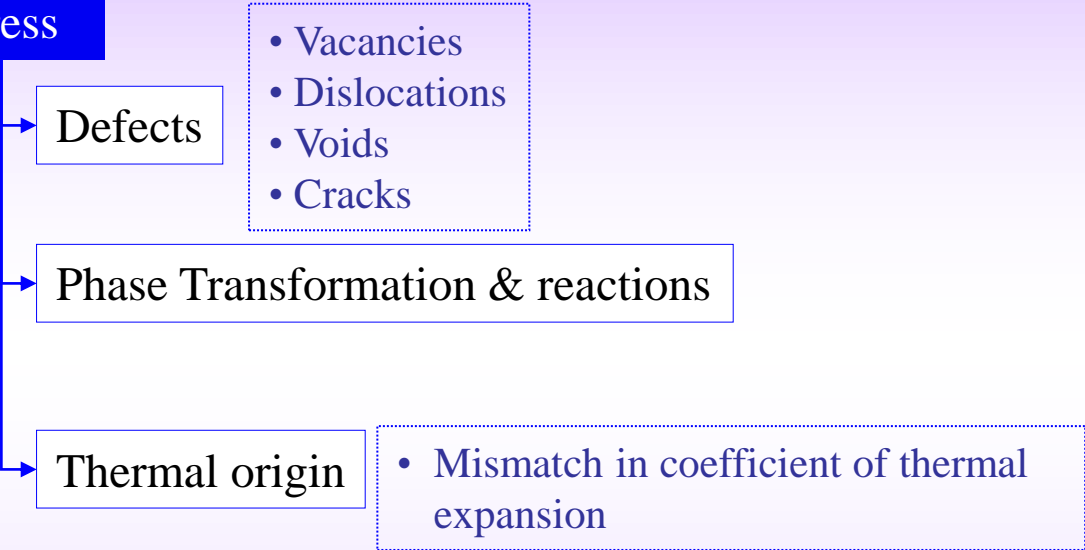 ess
Defects
• Vacancies
• Dislocations
• Voids
• Cracks
Phase Transformation & reactions
Thermal origin
• Mismatch in coefficient of thermal
expansion